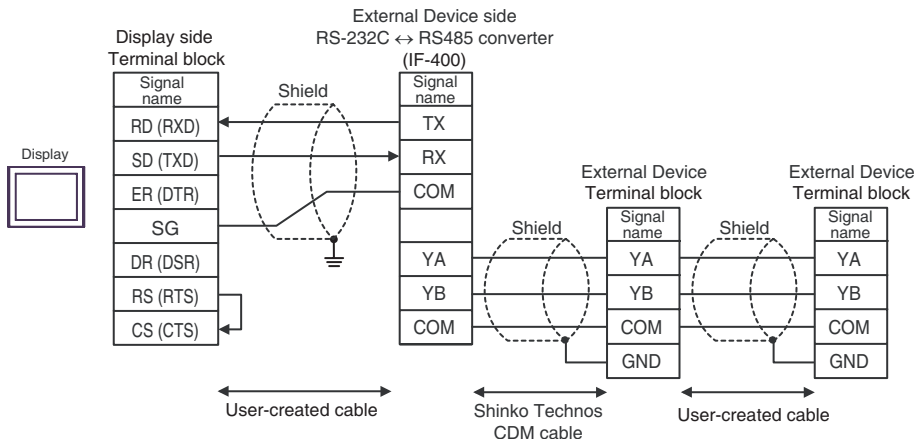 External Device side
RS-232C ↔ RS485 converter
(IF-400)
Display side
Terminal block
Signal
name
RD (RXD)
SD (TXD)
ER (DTR)
SG
DR (DSR)
RS (RTS)
CS (CTS)
Display
Shield
Signal
name
TX
RX
COM
YA
YB
COM
Shield
External Device
Terminal block
Signal
name
YA
YB
COM
GND
Shield
External Device
Terminal block
Signal
name
YA
YB
COM
GND
User-created cable
Shinko Technos
CDM cable
User-created cable